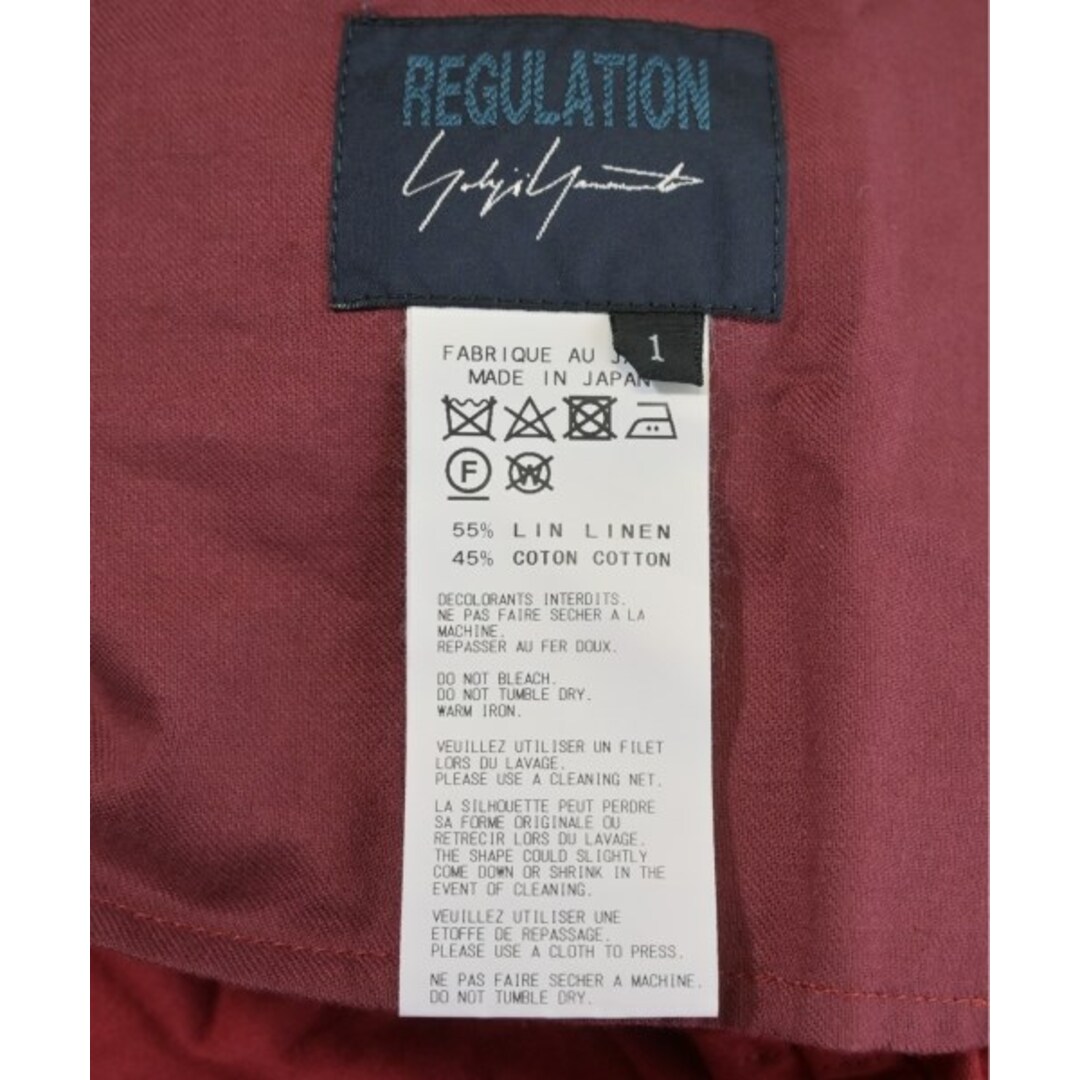 REGULATION
Yohji Yamamoto
1
FABRIQUE AU
MADE IN JAPAN
F
W
55% LIN LINEN
45% COTON COTTON
DECOLORANTS INTERDITS.
NE PAS FAIRE SECHER A LA
MACHINE.
REPASSER AU FER DOUX.
DO NOT BLEACH.
DO NOT TUMBLE DRY.
WARM IRON.
VEUILLEZ UTILISER UN FILET
LORS DU LAVAGE.
PLEASE USE A CLEANING NET.
LA SILHOUETTE PEUT PERDRE
SA FORME ORIGINALE OU
RETRECIR LORS DU LAVAGE.
THE SHAPE COULD SLIGHTLY
COME DOWN OR SHRINK IN THE
EVENT OF CLEANING.
VEUILLEZ UTILISER UNE
ETOFFE DE REPASSAGE.
PLEASE USE A CLOTH TO PRESS.
NE PAS FAIRE SECHER A MACHINE.
DO NOT TUMBLE DRY.